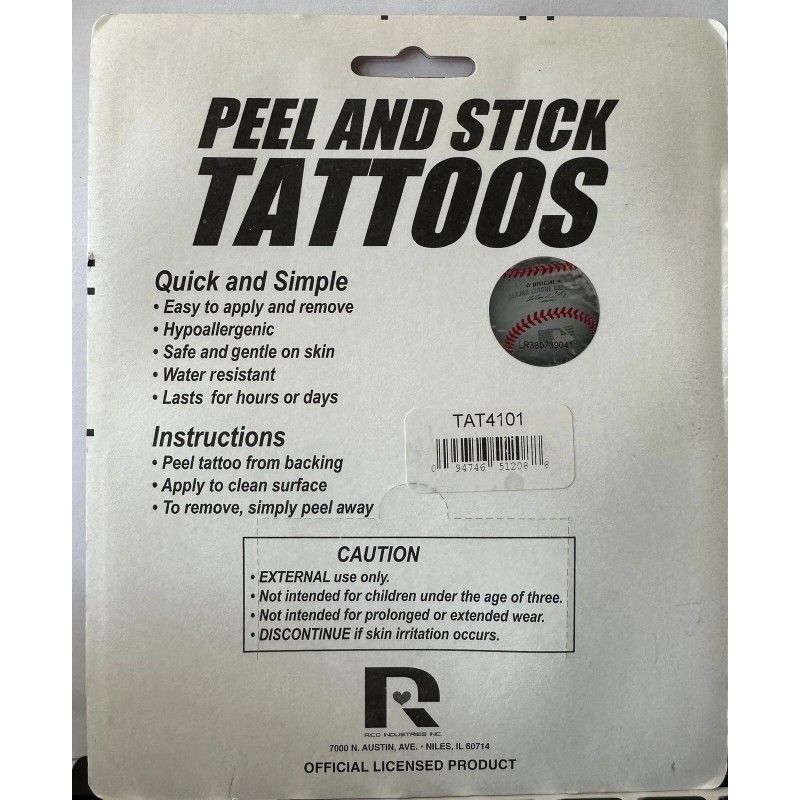 PEEL AND STICK
TATTOOS
Quick and Simple
• Easy to apply and remove
• Hypoallergenic
• Safe and gentle on skin
• Water resistant
• Lasts for hours or days
OFFICIAL
MAJOR LEAGUE
LR380739041
TAT4101
0 94746 51208 8
Instructions
• Peel tattoo from backing
• Apply to clean surface
• To remove, simply peel away
CAUTION
• EXTERNAL use only.
• Not intended for children under the age of three.
• Not intended for prolonged or extended wear.
• DISCONTINUE if skin irritation occurs.
R
RICO INDUSTRIES INC.
7000 N. AUSTIN, AVE. • NILES, IL 60714
OFFICIAL LICENSED PRODUCT